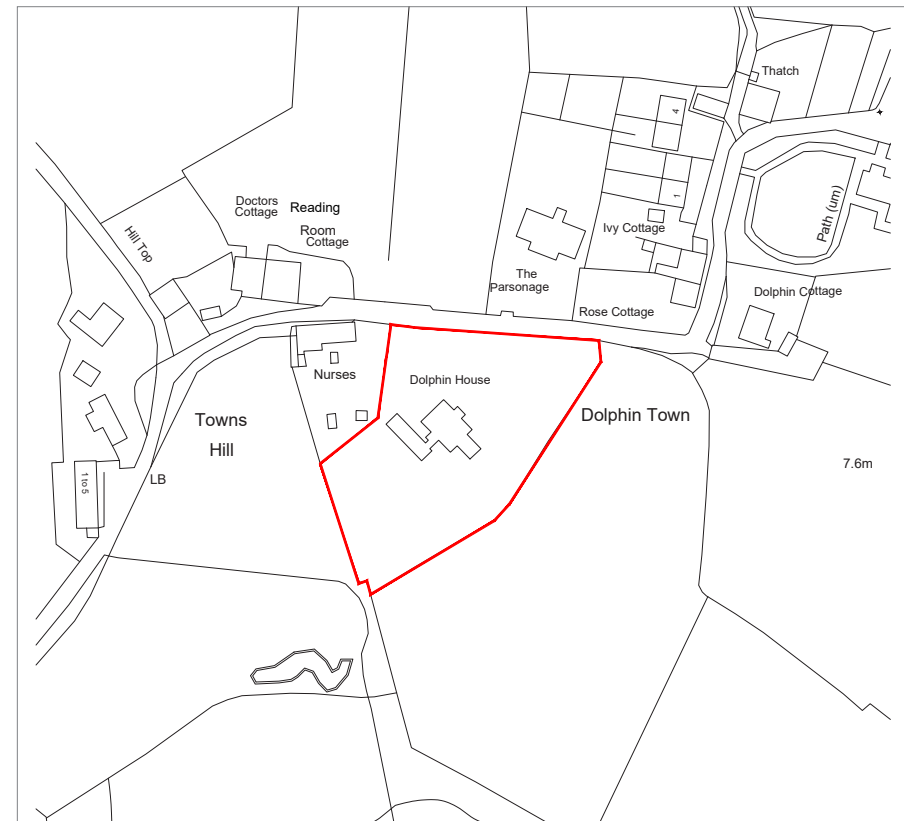 Thatch
4
Doctors
Cottage
Reading
Room
Cottage
1
Path (um)
Hill Top
Ivy Cottage
The
Parsonage
Dolphin Cottage
Rose Cottage
Nurses
Dolphin House
Towns
Hill
Dolphin Town
7.6m
1 to 5
LB